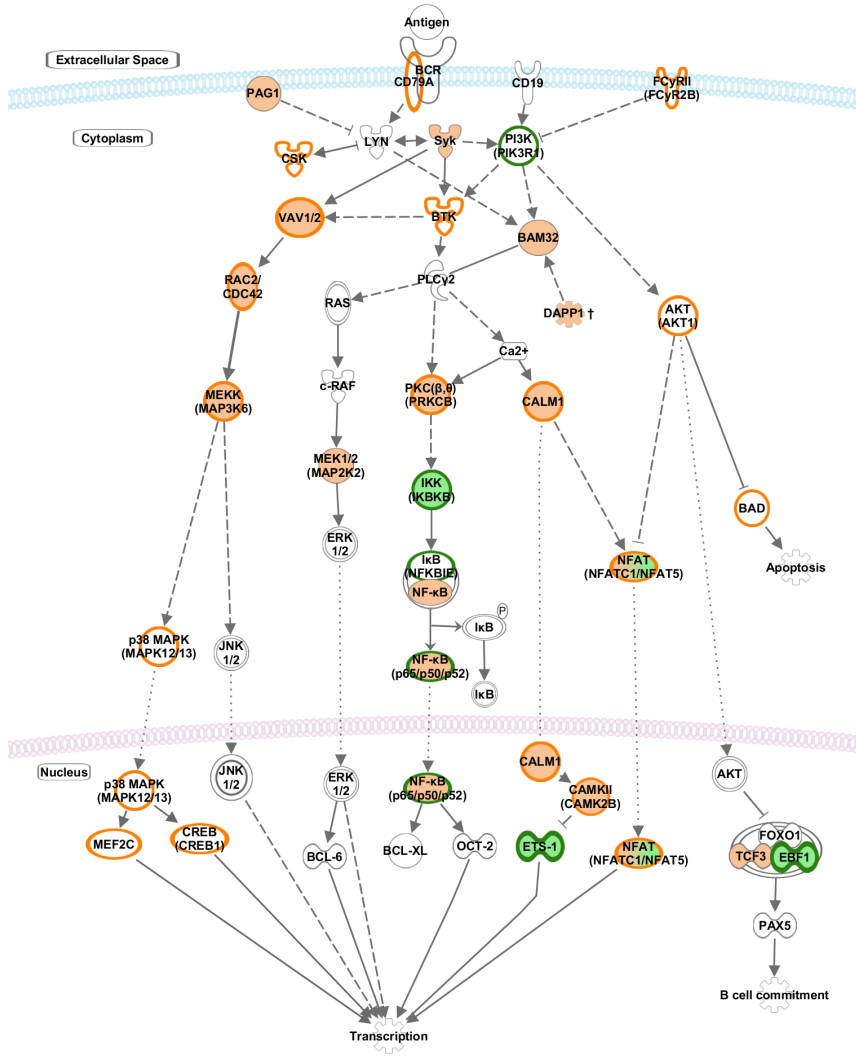 Antigen
Extracellular Space
BCR
CD79A
CD19
FCγRII
(FCγR2B)
PAG1
Cytoplasm
LYN
Syk
PI3K
(PIK3R1)
CSK
VAV1/2
BTK
BAM32
RAC2/
CDC42
PLCγ2
RAS
DAPP1 †
AKT
(AKT1)
Ca2+
c-RAF
MEKK
(MAP3K6)
PKC(β,θ)
(PRKCB)
CALM1
MEK1/2
(MAP2K2)
IKK
(IKBKB)
BAD
ERK
1/2
IκB
(NFKBIE)
NF-κB
NFAT
(NFATC1/NFAT5)
Apoptosis
P
IκB
p38 MAPK
(MAPK12/13)
JNK
1/2
NF-κB
(p65/p50/p52)
IκB
Nucleus
p38 MAPK
(MAPK12/13)
JNK
1/2
ERK
1/2
NF-κB
(p65/p50/p52)
CALM1
CAMKII
(CAMK2B)
AKT
MEF2C
CREB
(CREB1)
BCL-6
BCL-XL
OCT-2
ETS-1
NFAT
(NFATC1/NFAT5)
FOXO1
TCF3
EBF1
PAX5
B cell commitment
Transcription